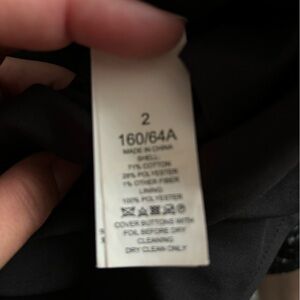 2
160/64A
MADE IN CHINA
SHELL:
71% COTTON
28% POLYESTER
1% OTHER FIBER
LINING:
100% POLYESTER
COVER BUTTONS WITH
FOIL BEFORE DRY
CLEANING
DRY CLEAN ONLY